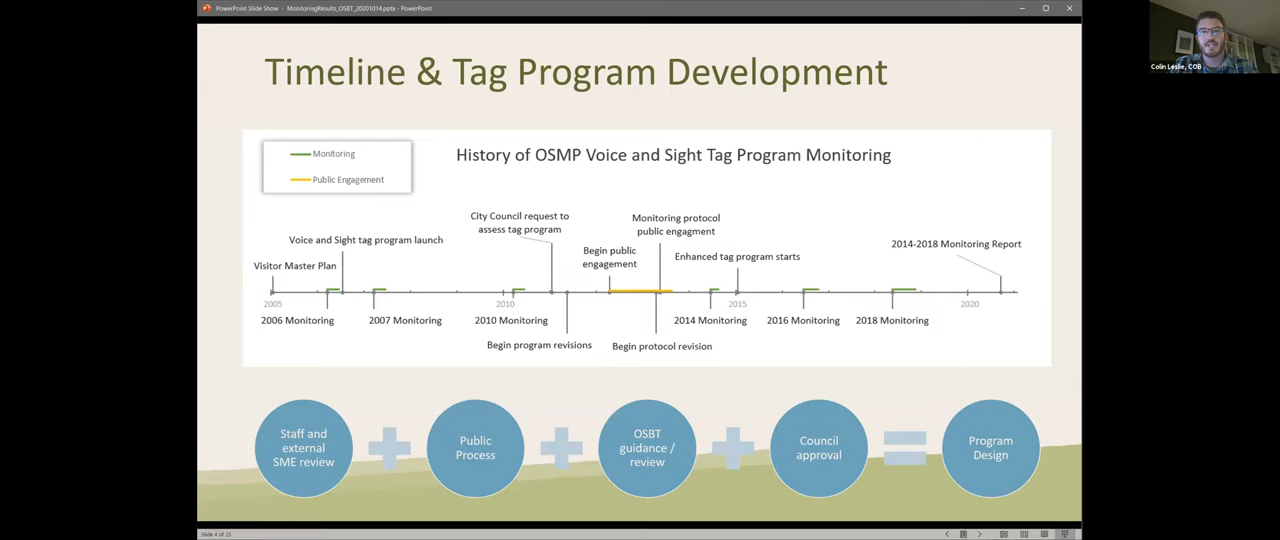 PowerPoint Slide Show - MonitoringResults_OSBT_20201014.pptx - PowerPoint
Colin Leslie, COB
Timeline & Tag Program Development
Monitoring
Public Engagement
History of OSMP Voice and Sight Tag Program Monitoring
City Council request to
assess tag program
Monitoring protocol
public engagment
Voice and Sight tag program launch
Begin public
engagement
Enhanced tag program starts
2014-2018 Monitoring Report
Visitor Master Plan
2005
2010
2015
2020
2006 Monitoring
2007 Monitoring
2010 Monitoring
2014 Monitoring
2016 Monitoring
2018 Monitoring
Begin program revisions
Begin protocol revision
Staff and
external
SME review
Public
Process
OSBT
guidance /
review
Council
approval
Program
Design
Slide 4 of 25